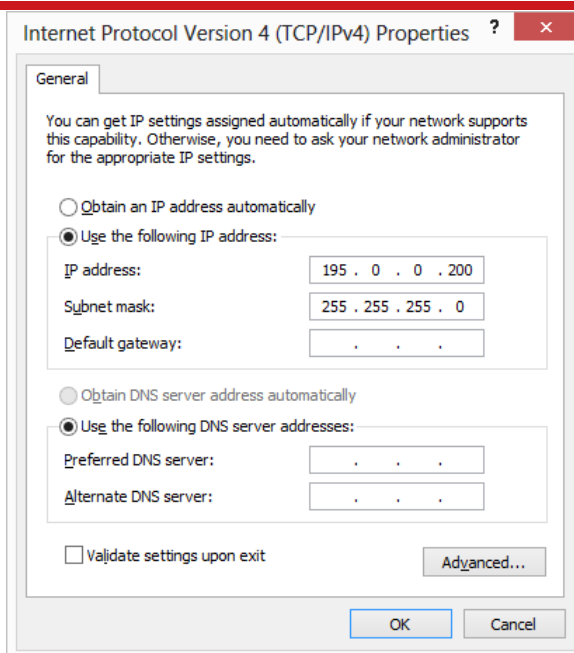 Internet Protocol Version 4 (TCP/IPv4) Properties ? ×
General
You can get IP settings assigned automatically if your network supports
this capability. Otherwise, you need to ask your network administrator
for the appropriate IP settings.
Obtain an IP address automatically
Use the following IP address:
IP address: 195 . 0 . 0 . 200
Subnet mask: 255 . 255 . 255 . 0
Default gateway: . . .
Obtain DNS server address automatically
Use the following DNS server addresses:
Preferred DNS server: . . .
Alternate DNS server: . . .
Validate settings upon exit
Advanced...
OK Cancel